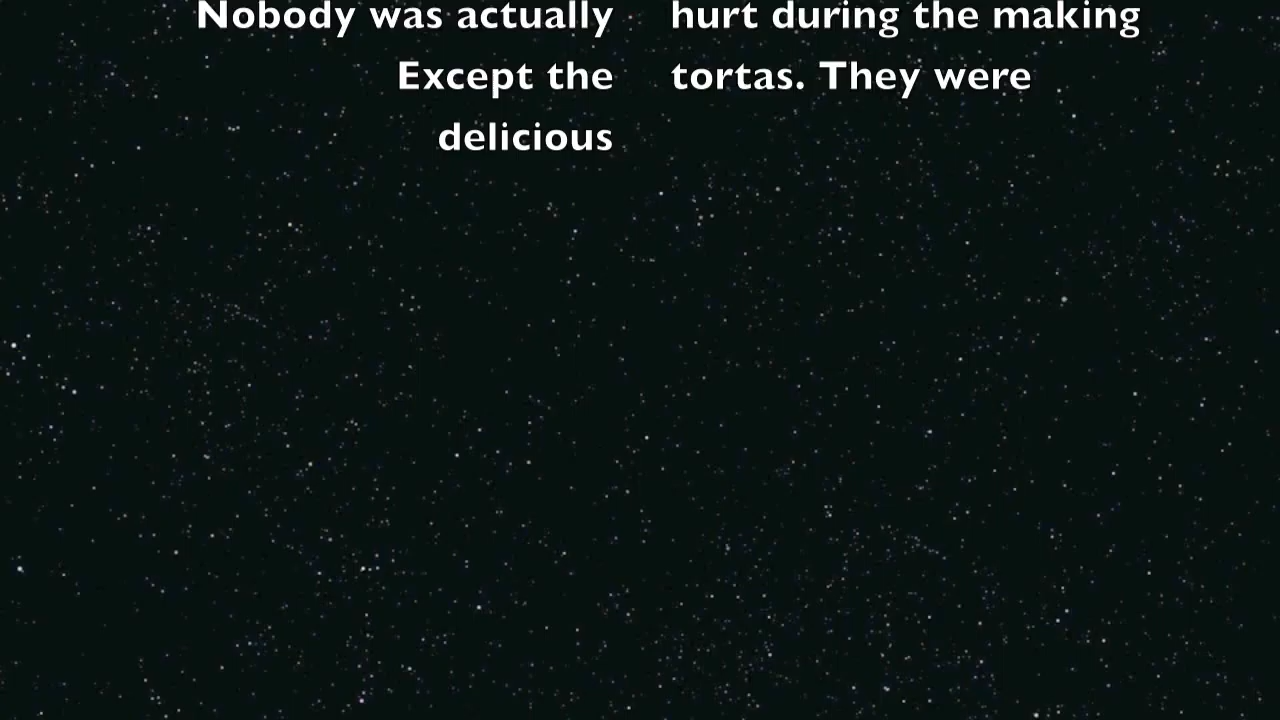 Nobody was actually hurt during the making
Except the tortas. They were
delicious